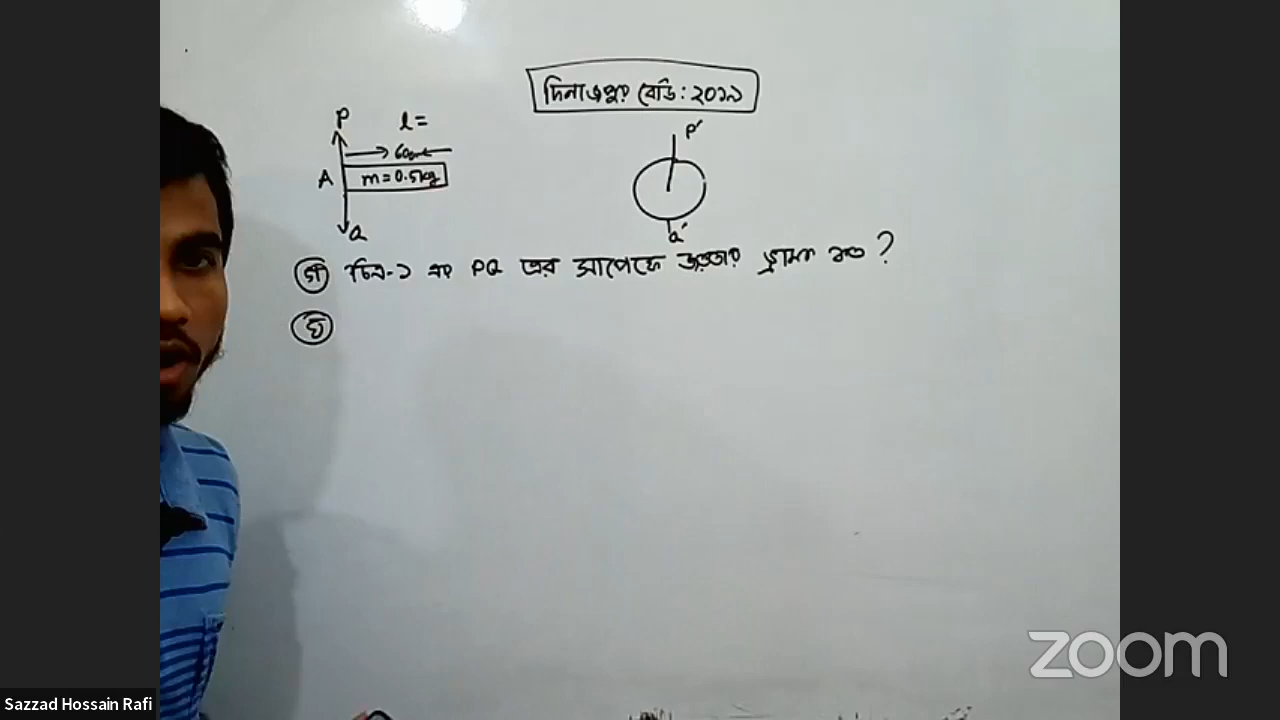 দিনাজপুর বোর্ড: ২০১৯
P
l =
60cm
A
m = 0.5kg
Q
P'
Q'
গ চিত্র-১ এর PQ এর সাপেক্ষে জড়তার ভ্রামক কত?
ঘ
zoom
Sazzad Hossain Rafi